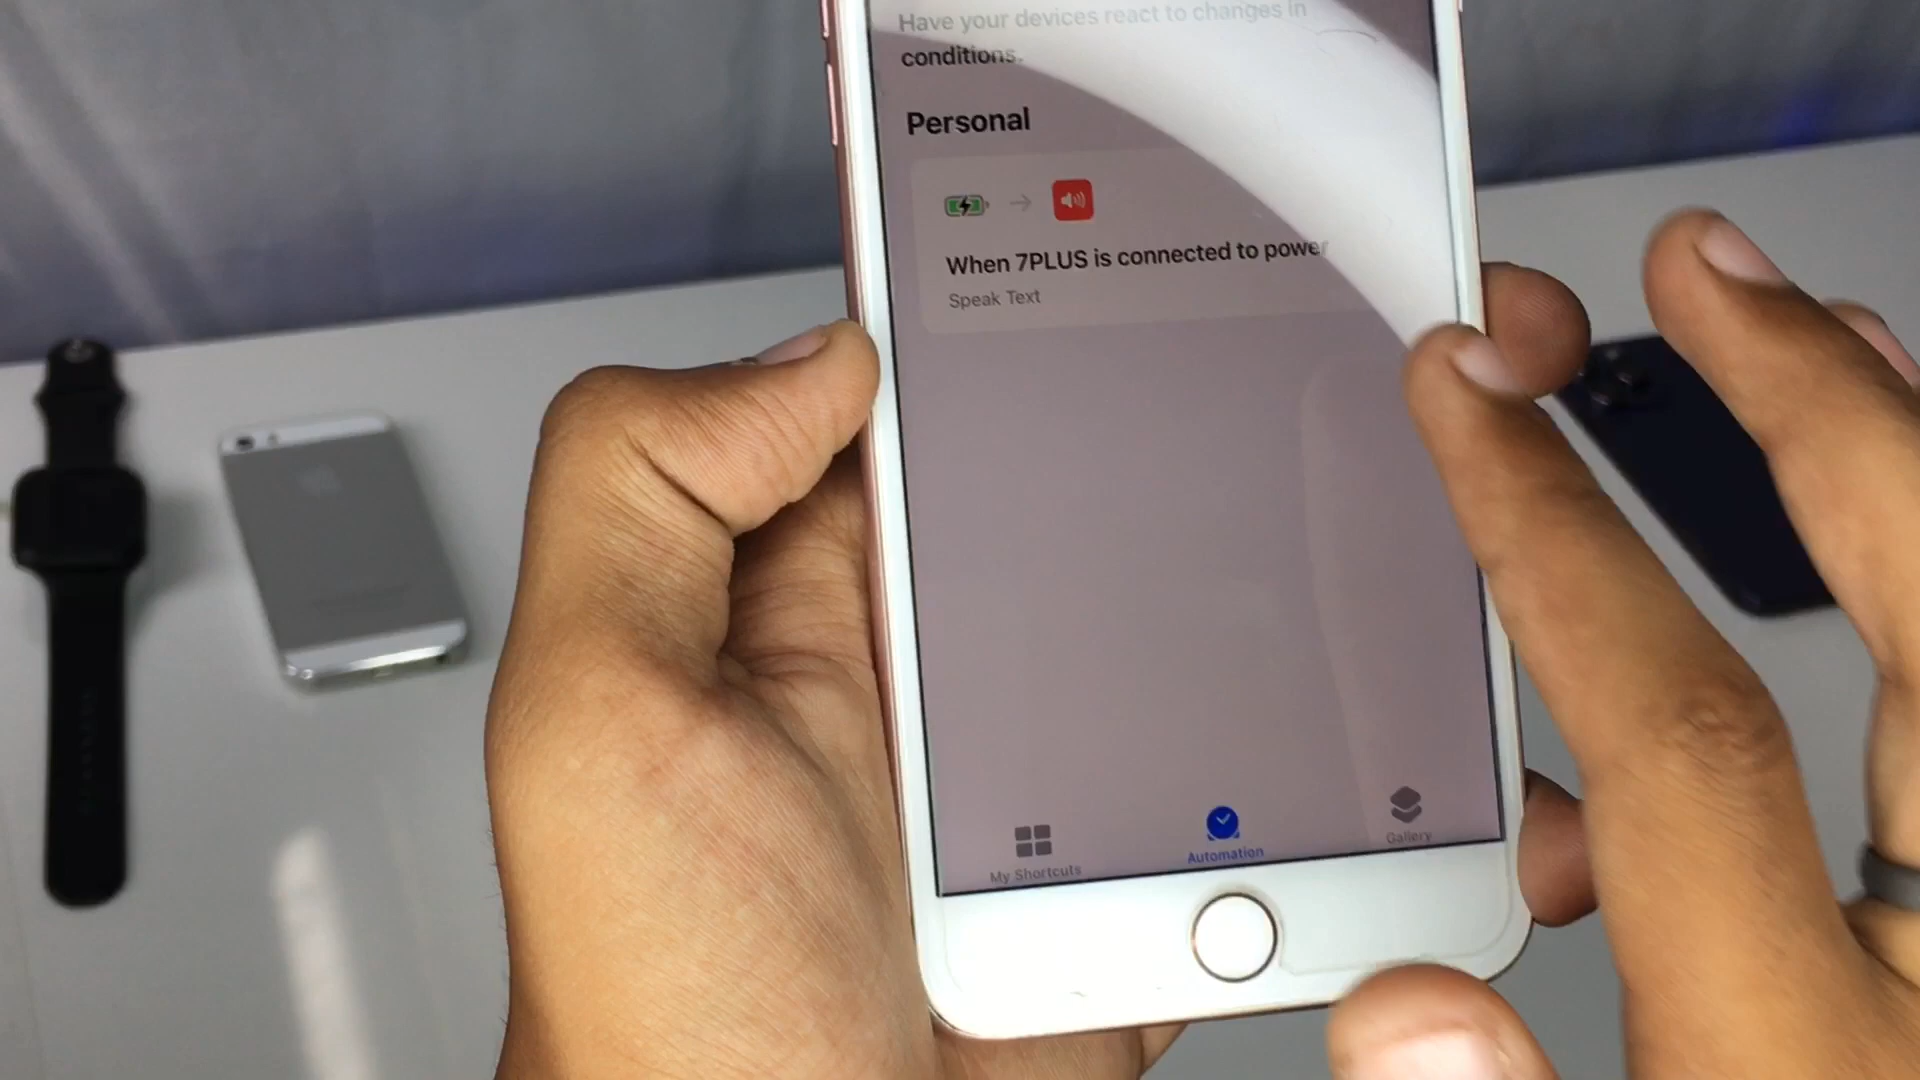 Have your devices react to changes in
conditions.
Personal
When 7PLUS is connected to power
Speak Text
My Shortcuts
Automation
Gallery